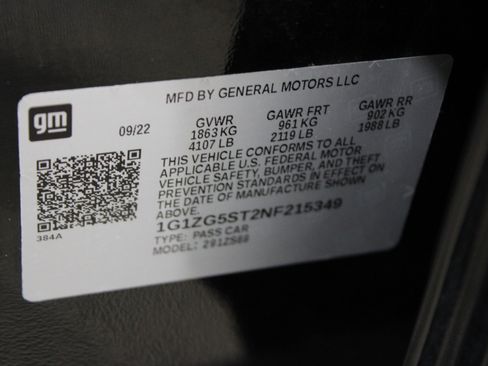 MFD BY GENERAL MOTORS LLC
gm
09/22 GVWR GAWR FRT GAWR RR
1863 KG 961 KG 902 KG
4107 LB 2119 LB 1988 LB
THIS VEHICLE CONFORMS TO ALL
APPLICABLE U.S. FEDERAL MOTOR
VEHICLE SAFETY, BUMPER, AND THEFT
PREVENTION STANDARDS IN EFFECT ON
THE DATE OF MANUFACTURE SHOWN
ABOVE.
1G1ZG5ST2NF215349
TYPE: PASS CAR
MODEL: 291ZS69
384A